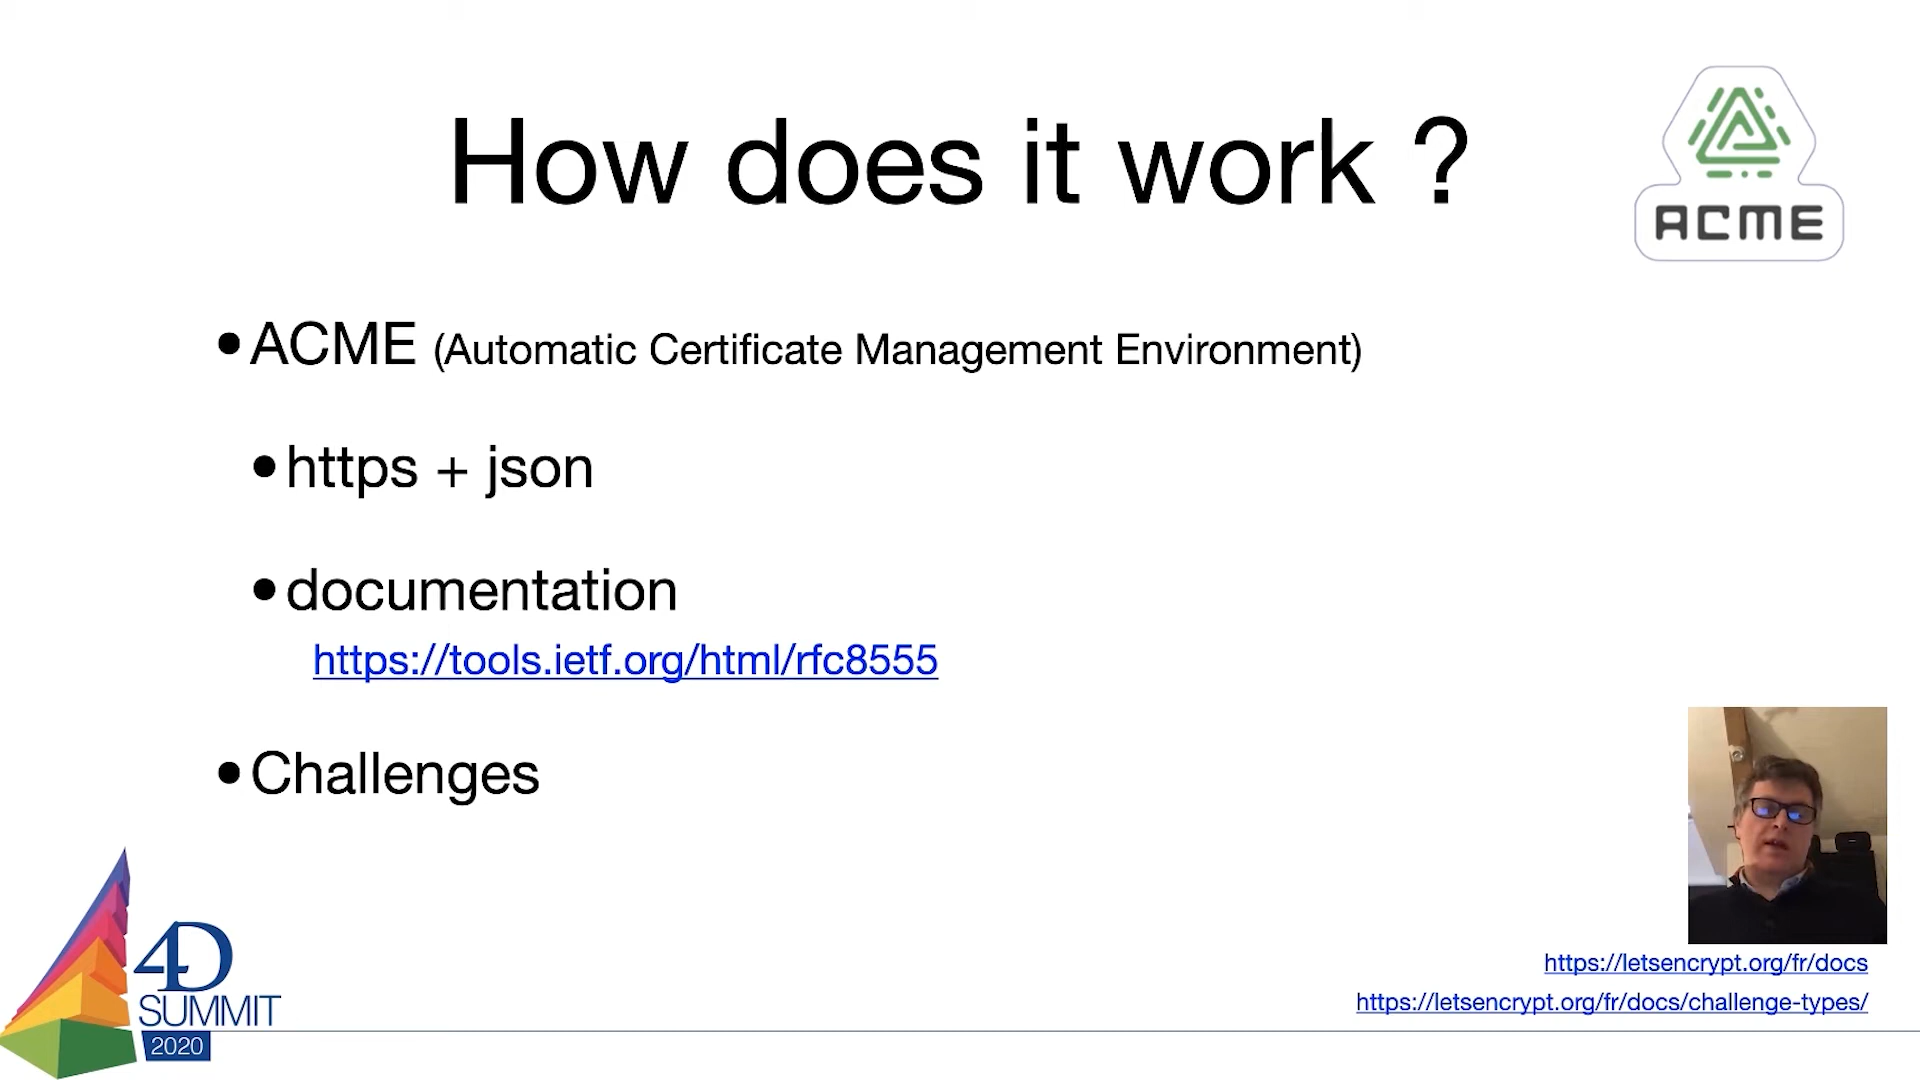 How does it work ?
ACME
•ACME (Automatic Certificate Management Environment)
•https + json
•documentation
https://tools.ietf.org/html/rfc8555
•Challenges
4D
SUMMIT
2020
https://letsencrypt.org/fr/docs
https://letsencrypt.org/fr/docs/challenge-types/